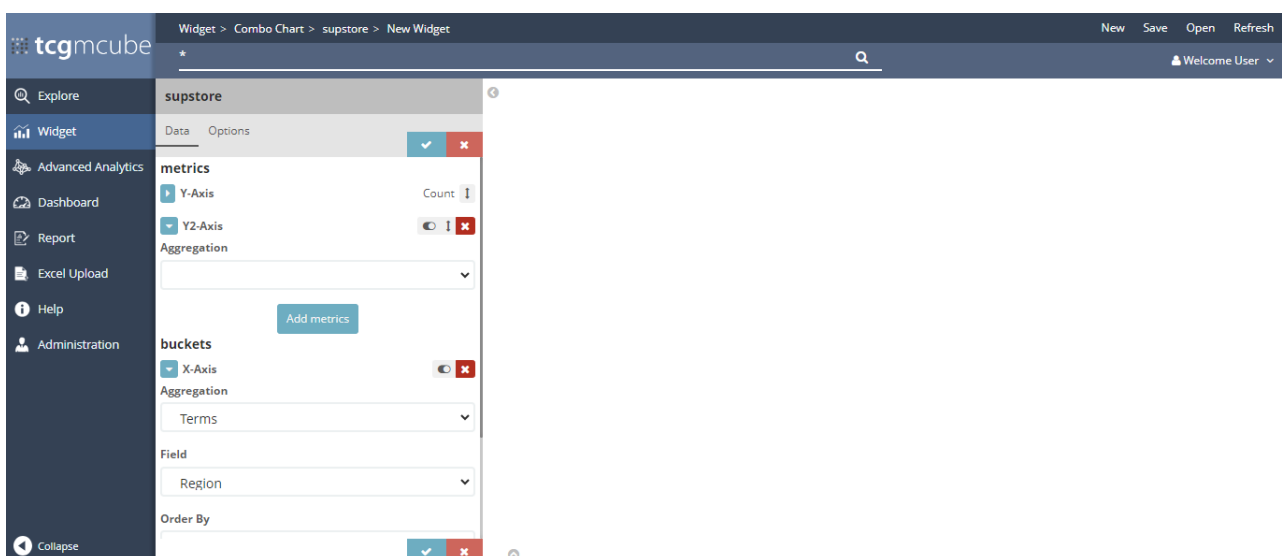 tcgmcube
Widget > Combo Chart > supstore > New Widget
New Save Open Refresh
*
Welcome User
Explore
Widget
Advanced Analytics
Dashboard
Report
Excel Upload
Help
Administration
Collapse
supstore
Data Options
metrics
Y-Axis Count
Y2-Axis
Aggregation
Add metrics
buckets
X-Axis
Aggregation
Terms
Field
Region
Order By